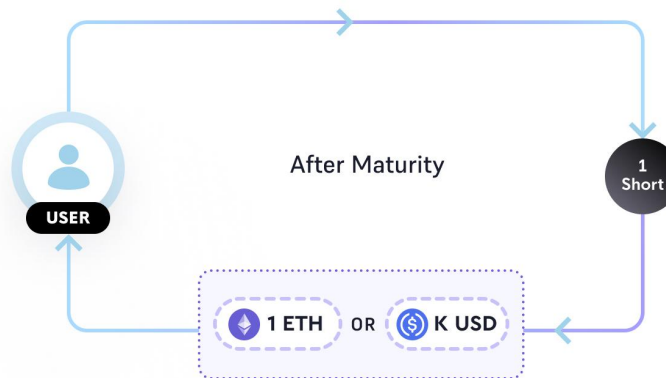 After Maturity
1
Short
USER
1 ETH OR K USD